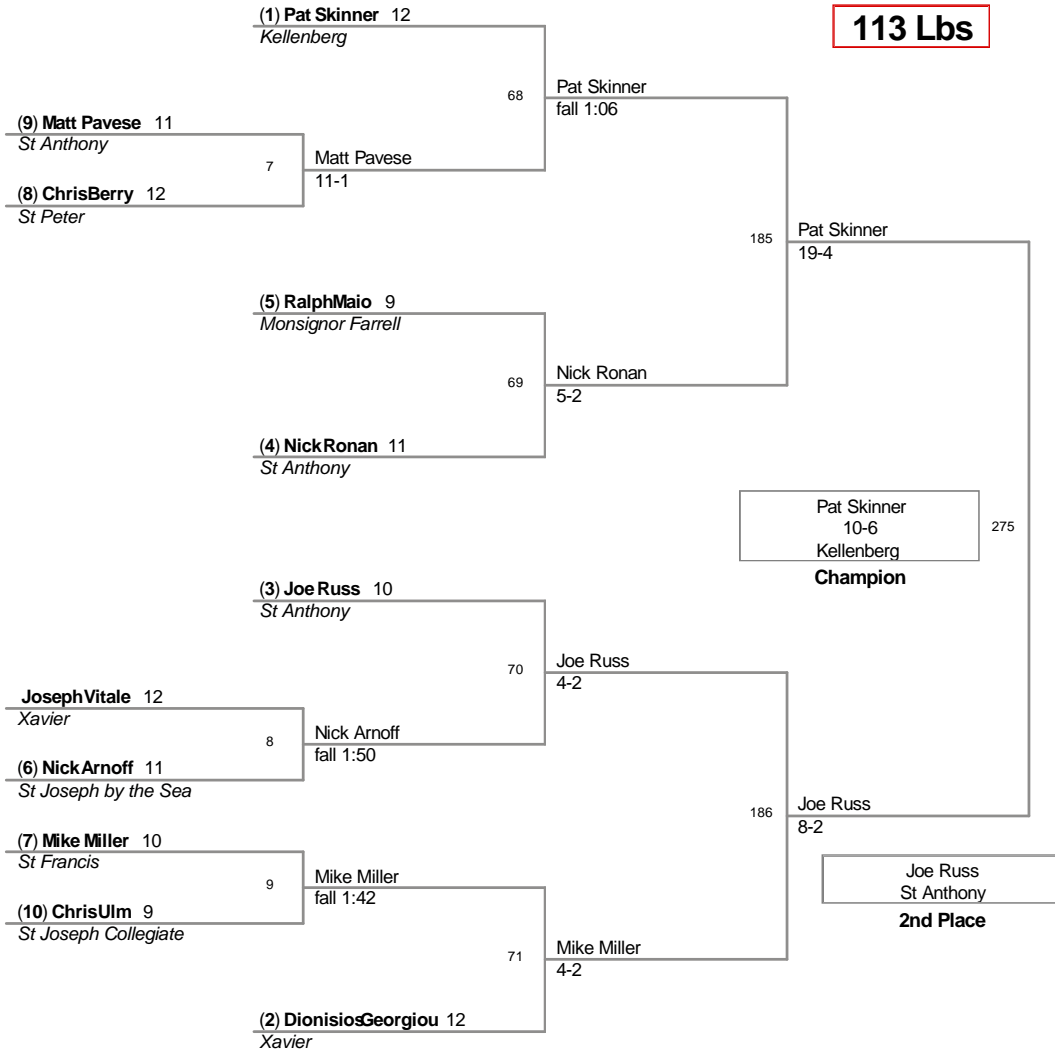 (1) Pat Skinner 12
Kellenberg
113 Lbs
68
Pat Skinner
fall 1:06
(9) Matt Pavese 11
St Anthony
7
Matt Pavese
11-1
(8) ChrisBerry 12
St Peter
185
Pat Skinner
19-4
(5) RalphMaio 9
Monsignor Farrell
69
Nick Ronan
5-2
(4) NickRonan 11
St Anthony
Pat Skinner
10-6
Kellenberg
Champion
275
(3) Joe Russ 10
St Anthony
70
Joe Russ
4-2
JosephVitale 12
Xavier
8
Nick Arnoff
fall 1:50
(6) NickArnoff 11
St Joseph by the Sea
186
Joe Russ
8-2
(7) Mike Miller 10
St Francis
9
Mike Miller
fall 1:42
(10) ChrisUlm 9
St Joseph Collegiate
Joe Russ
St Anthony
2nd Place
71
Mike Miller
4-2
(2) DionisiosGeorgiou 12
Xavier